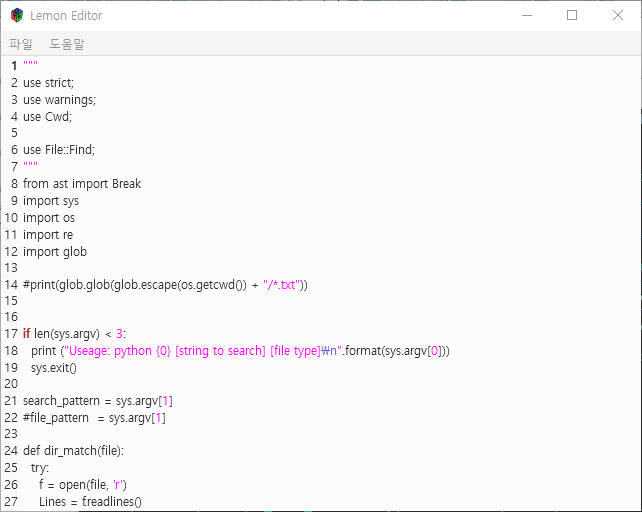 Lemon Editor
파일 도움말
1 """
2 use strict;
3 use warnings;
4 use Cwd;
5
6 use File::Find;
7 """
8 from ast import Break
9 import sys
10 import os
11 import re
12 import glob
13
14 #print(glob.glob(glob.escape(os.getcwd()) + "/*.txt"))
15
16
17 if len(sys.argv) < 3:
18 print ("Useage: python {0} [string to search] [file type]₩n".format(sys.argv[0]))
19 sys.exit()
20
21 search_pattern = sys.argv[1]
22 #file_pattern = sys.argv[1]
23
24 def dir_match(file):
25 try:
26 f = open(file, 'r')
27 Lines = f.readlines()